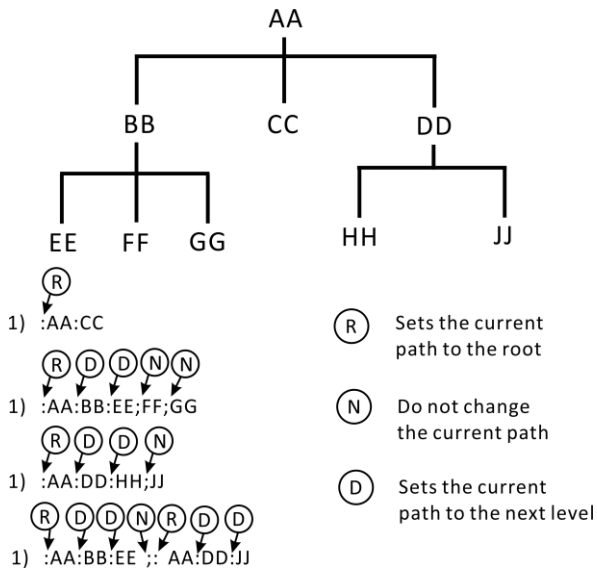 AA
BB CC DD
EE FF GG HH JJ
R
1) :AA:CC
R D D N N
1) :AA:BB:EE;FF;GG
R D D N
1) :AA:DD:HH;JJ
R D D N R D D
1) :AA:BB:EE ;: AA:DD:JJ
R Sets the current
path to the root
N Do not change
the current path
D Sets the current
path to the next level